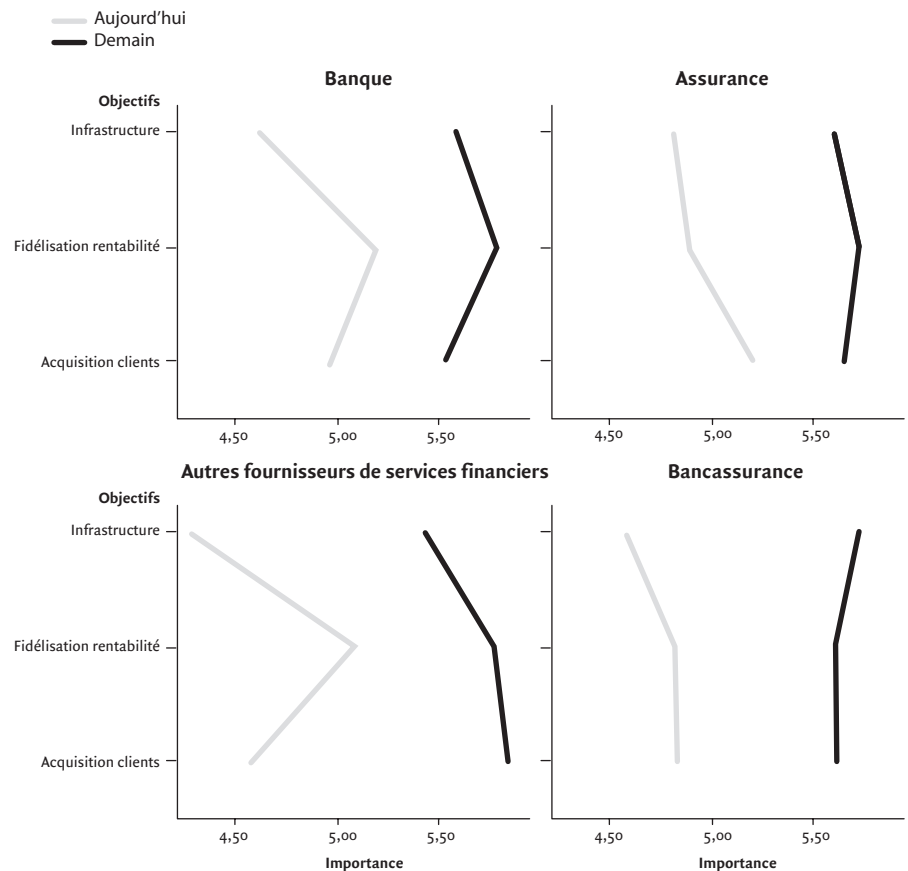 Aujourd'hui
Demain
Banque
Assurance
Objectifs
Infrastructure
Fidélisation rentabilité
Acquisition clients
4,50 5,00 5,50
4,50 5,00 5,50
Autres fournisseurs de services financiers
Bancassurance
Objectifs
Infrastructure
Fidélisation rentabilité
Acquisition clients
4,50 5,00 5,50
4,50 5,00 5,50
Importance
Importance